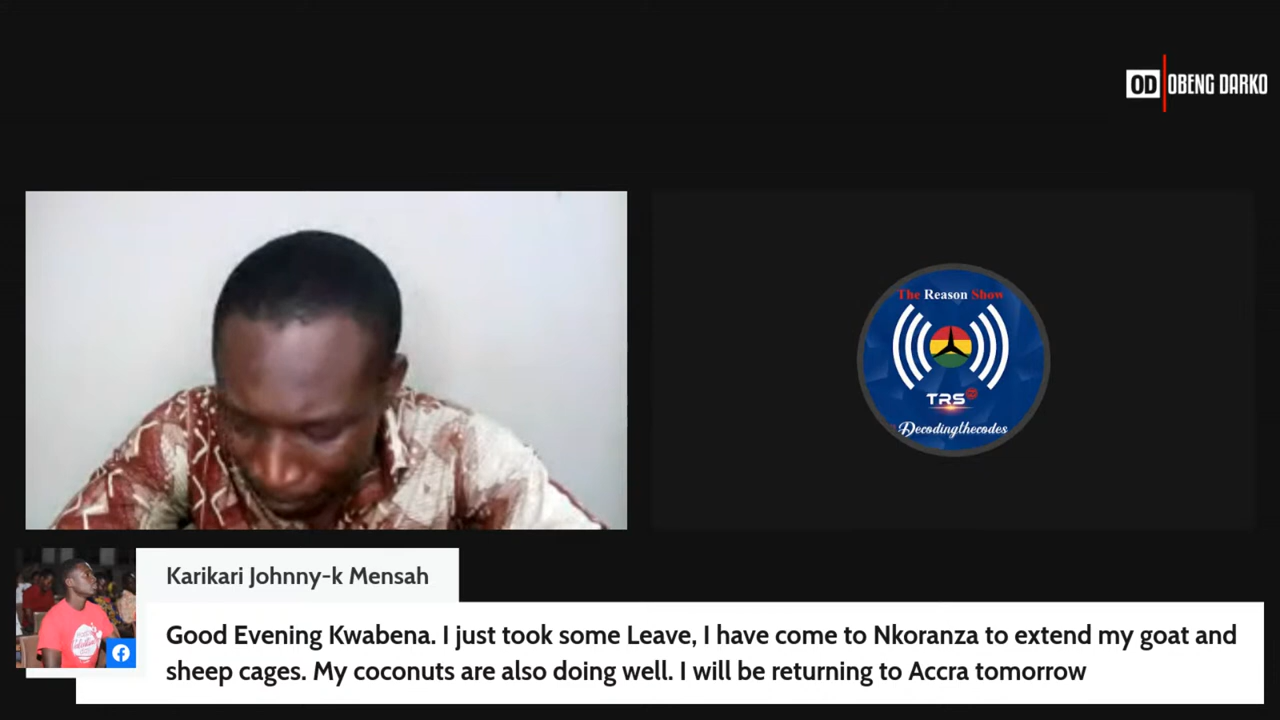 OD OBENG DARKO
The Reason Show
TRS
Decodingthecodes
Karikari Johnny-k Mensah
Good Evening Kwabena. I just took some Leave, I have come to Nkoranza to extend my goat and
sheep cages. My coconuts are also doing well. I will be returning to Accra tomorrow